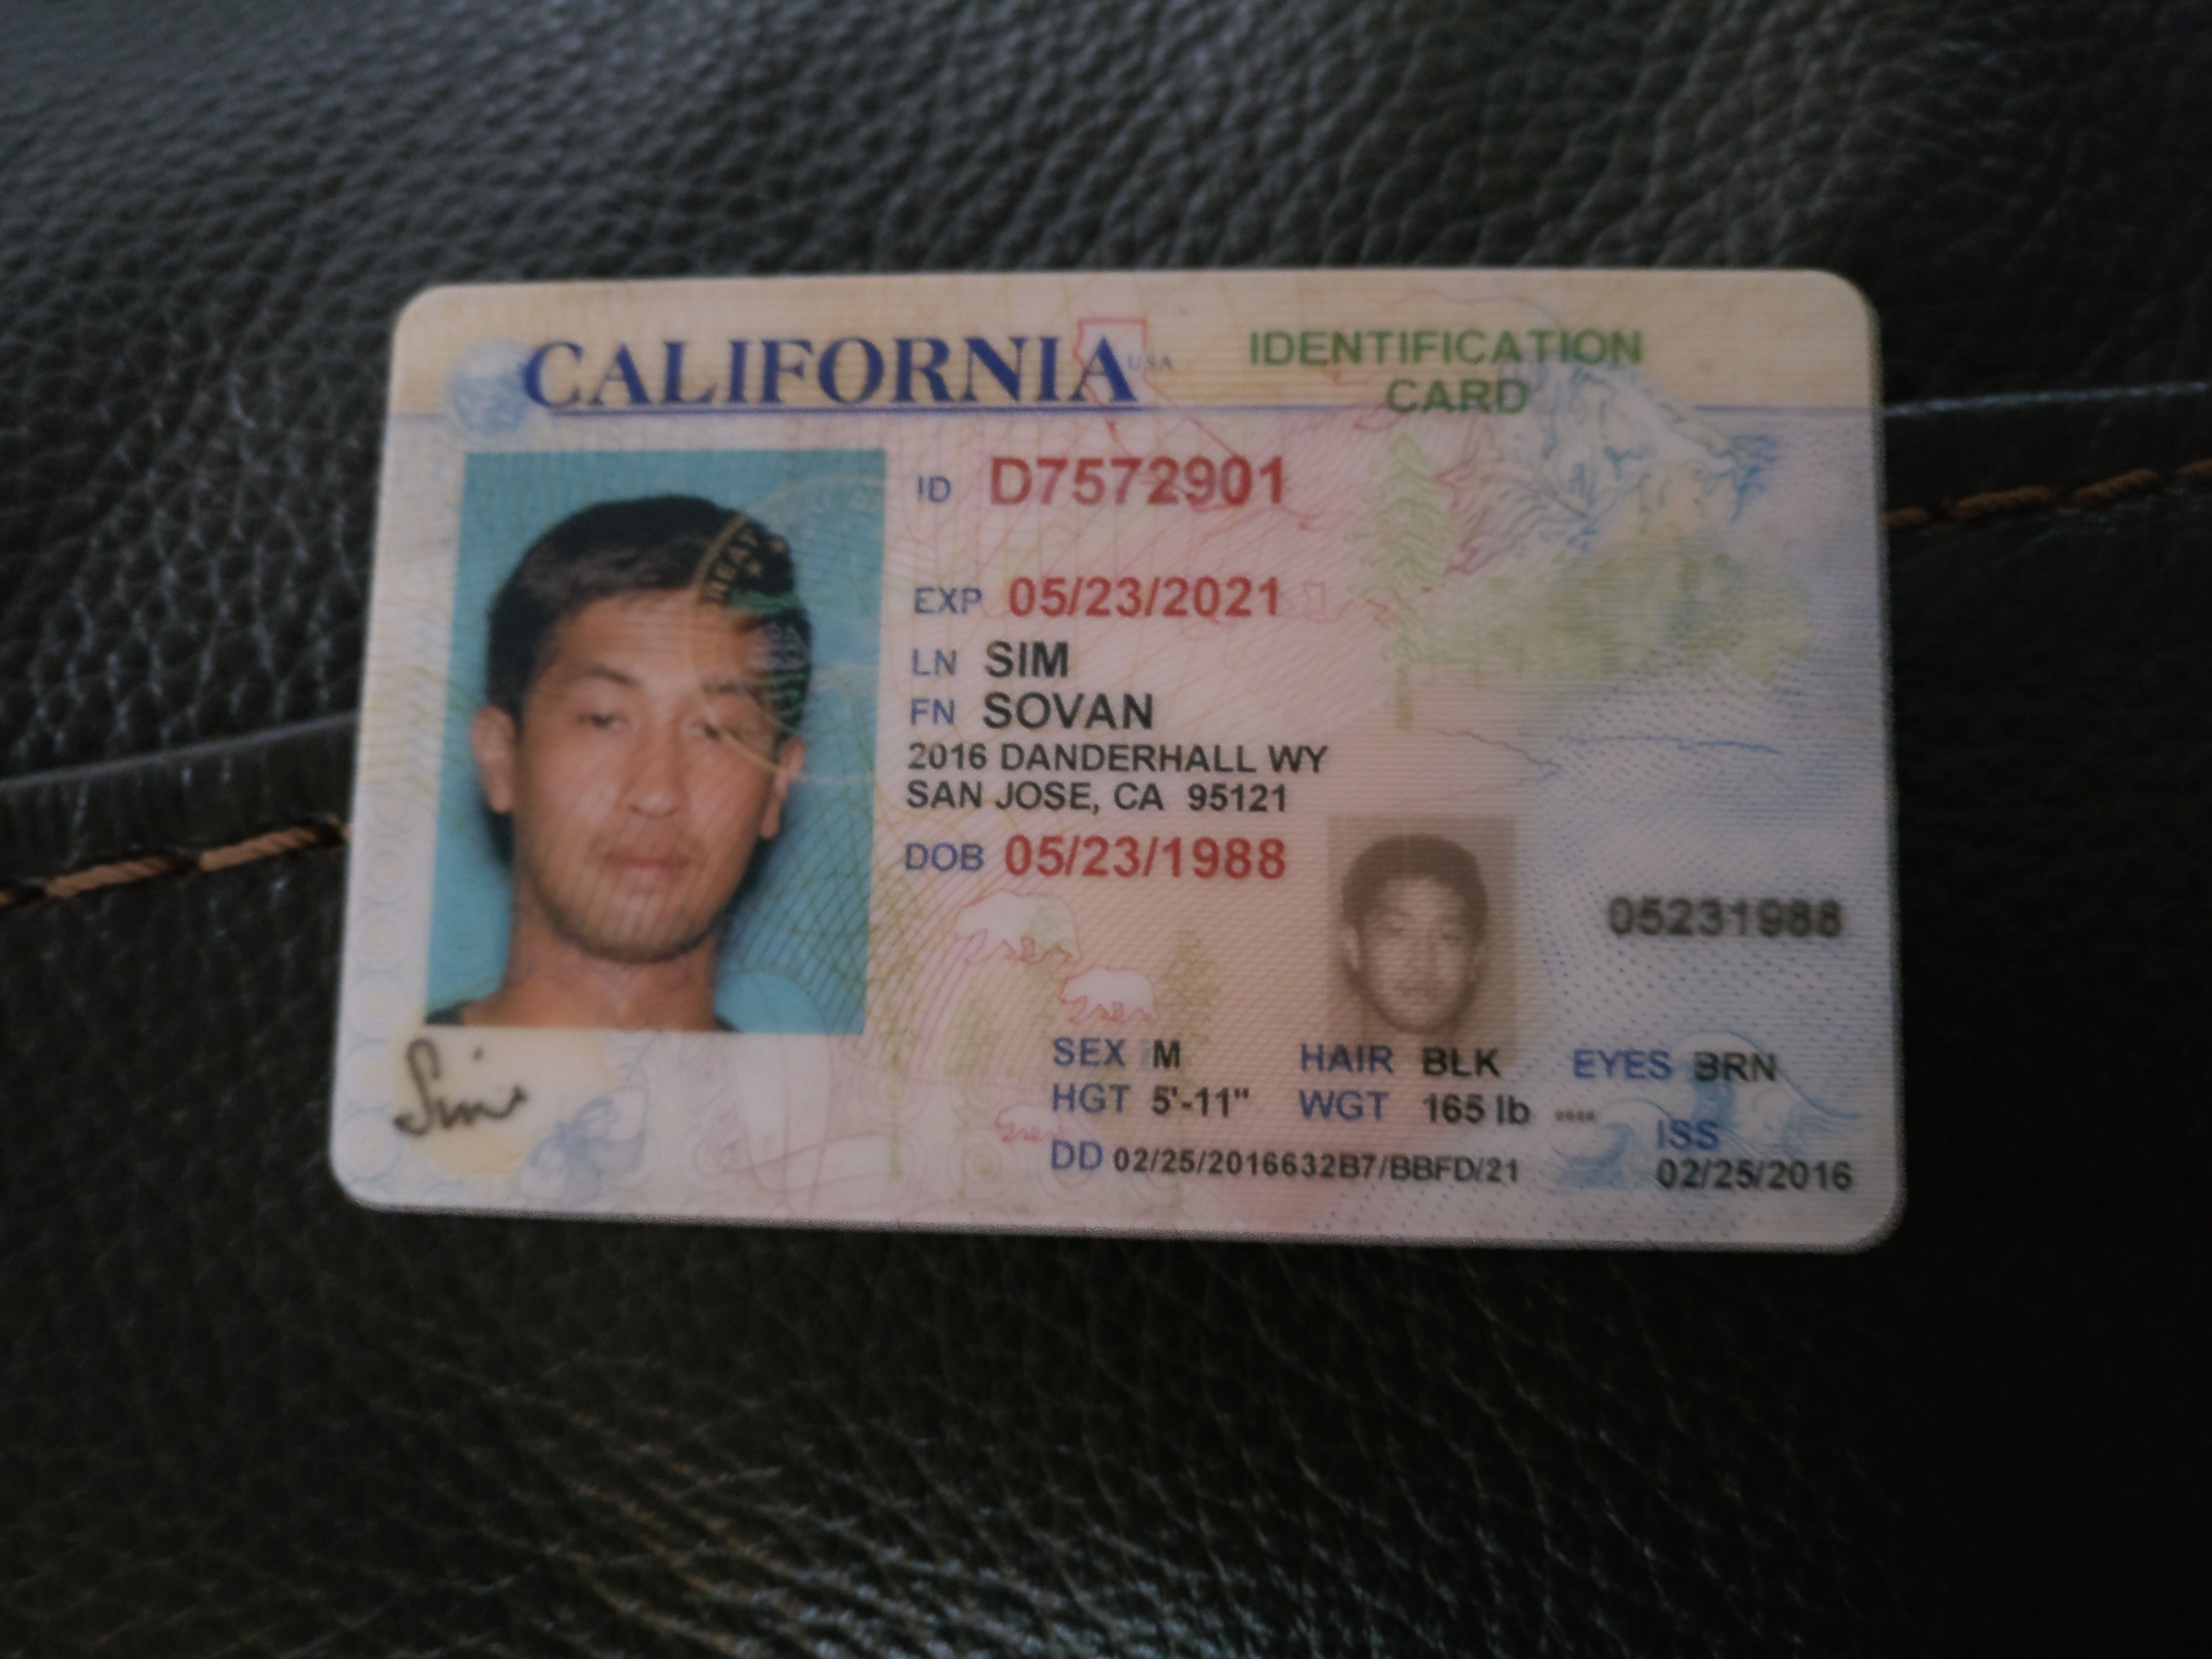 CALIFORNIA USA IDENTIFICATION
CARD
ID D7572901
EXP 05/23/2021
LN SIM
FN SOVAN
2016 DANDERHALL WY
SAN JOSE, CA 95121
DOB 05/23/1988
05231988
SEX M HAIR BLK EYES BRN
HGT 5'-11" WGT 165 lb
ISS
DD 02/25/2016632B7/BBFD/21 02/25/2016
Sim